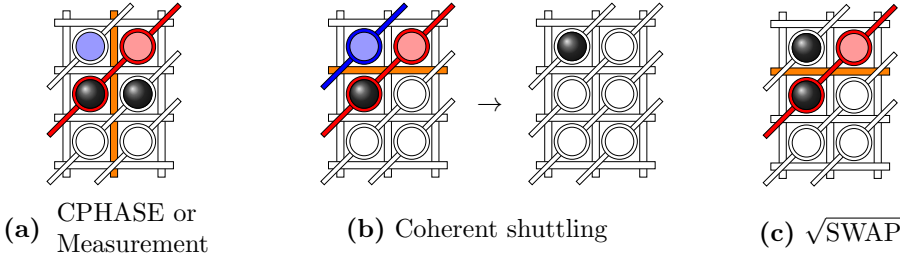 →
(a) CPHASE or
Measurement
(b) Coherent shuttling
(c) √SWAP